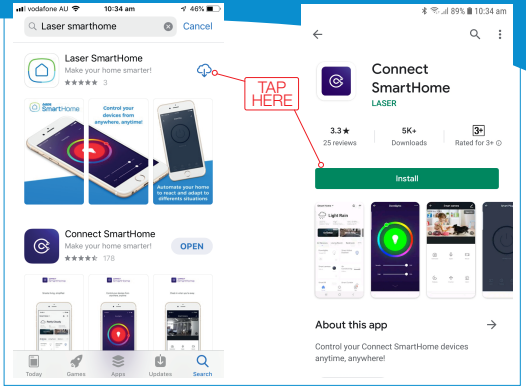 vodafone AU
10:34 am
46%
Laser smarthome
Cancel
Laser SmartHome
Make your home smarter!
★★★★★ 3
SmartHome
Control your
devices from
anywhere, anytime!
Automate your home
to react and adapt to
differents situations
Connect SmartHome
Make your home smarter!
178
OPEN
Today
Games
Apps
Updates
Search
TAP
HERE
89% 10:34 am
Connect
SmartHome
LASER
3.3★
25 reviews
5K+
Downloads
3+
Rated for 3+
Install
Light Rain
About this app
Control your Connect SmartHome devices
anytime, anywhere!